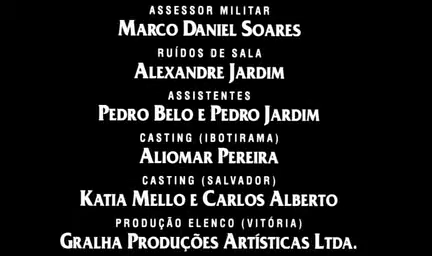 ASSESSOR MILITAR
MARCO DANIEL SOARES
RUÍDOS DE SALA
ALEXANDRE JARDIM
ASSISTENTES
PEDRO BELO E PEDRO JARDIM
CASTING (IBOTIRAMA)
ALIOMAR PEREIRA
CASTING (SALVADOR)
KATIA MELLO E CARLOS ALBERTO
PRODUÇÃO ELENCO (VITÓRIA)
GRALHA PRODUÇÕES ARTÍSTICAS LTDA.